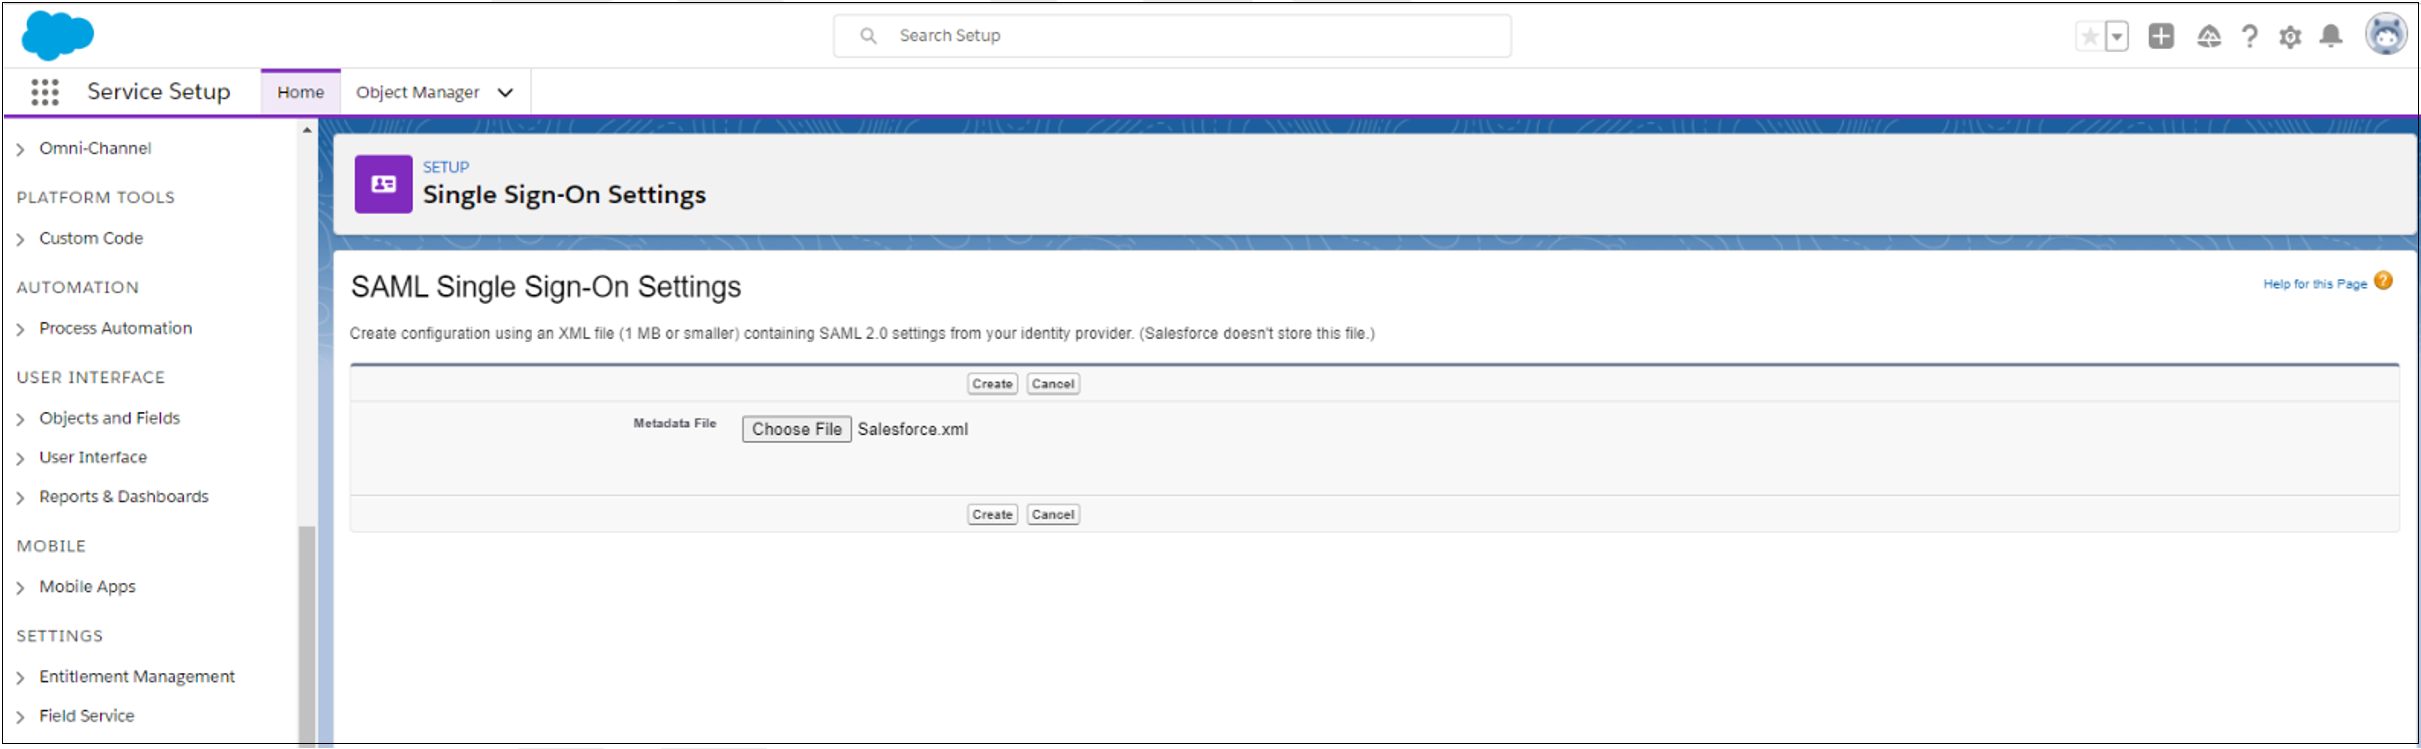 Search Setup
Service Setup
Home
Object Manager
Omni-Channel
PLATFORM TOOLS
Custom Code
AUTOMATION
Process Automation
USER INTERFACE
Objects and Fields
User Interface
Reports & Dashboards
MOBILE
Mobile Apps
SETTINGS
Entitlement Management
Field Service
SETUP
Single Sign-On Settings
SAML Single Sign-On Settings
Help for this Page ?
Create configuration using an XML file (1 MB or smaller) containing SAML 2.0 settings from your identity provider. (Salesforce doesn't store this file.)
Create Cancel
Metadata File Choose File Salesforce.xml
Create Cancel